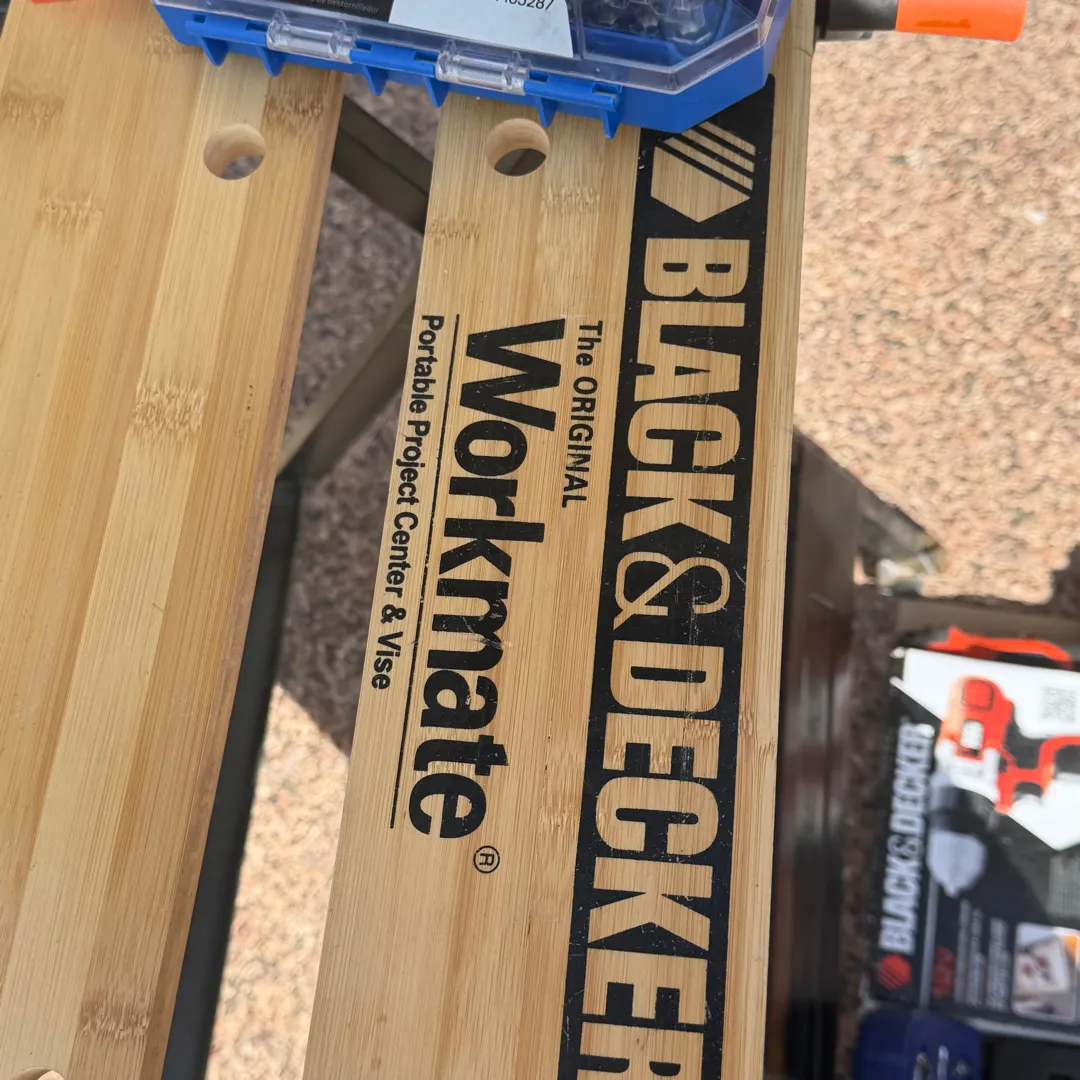 BLACK&DECKER
The ORIGINAL
Workmate®
Portable Project Center & Vise
BLACK&DECKER